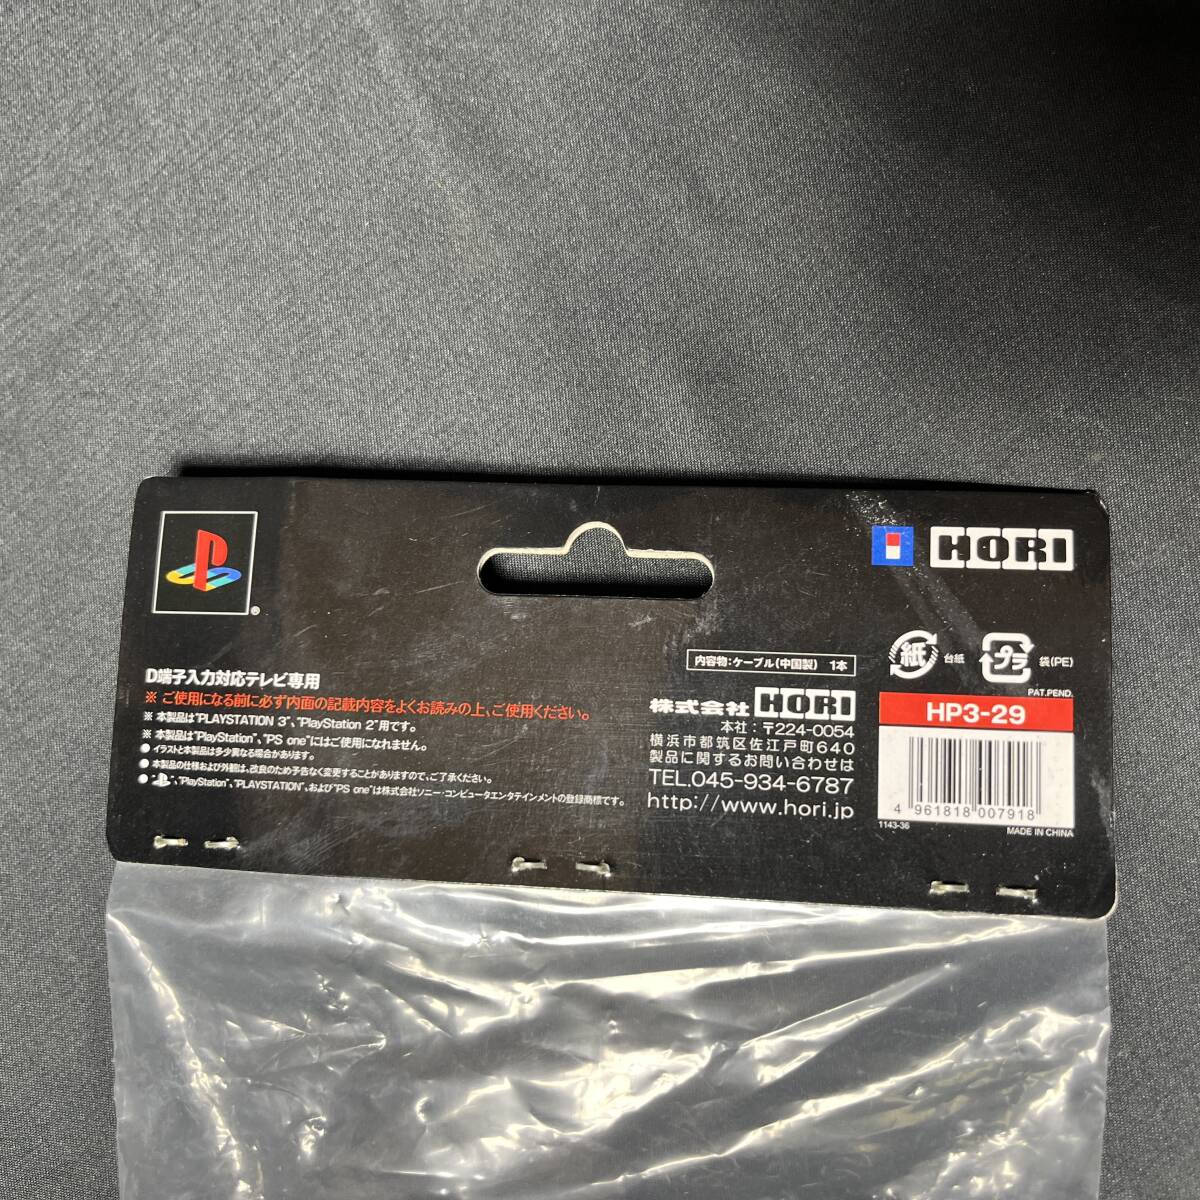 HORI
D端子入力対応テレビ専用
※ ご使用になる前に必ず内面の記載内容をよくお読みの上、ご使用ください。
※ 本製品は"PLAYSTATION 3"、"PlayStation 2"用です。
※ 本製品は"PlayStation"、"PS one"にはご使用になれません。
● イラストと本製品は多少異なる場合があります。
● 本製品の仕様および外観は、改良のため予告なく変更することがありますので、ご了承ください。
● "PlayStation"、"PLAYSTATION"、および"PS one"は株式会社ソニー・コンピュータエンタテインメントの登録商標です。
内容物：ケーブル（中国製） 1本
株式会社 HORI
本社：〒224-0054
横浜市都筑区佐江戸町640
製品に関するお問い合わせは
TEL.045-934-6787
http://www.hori.jp
紙 台紙
プラ 袋(PE)
PAT.PEND.
HP3-29
4 961818 007918
1143-36
MADE IN CHINA